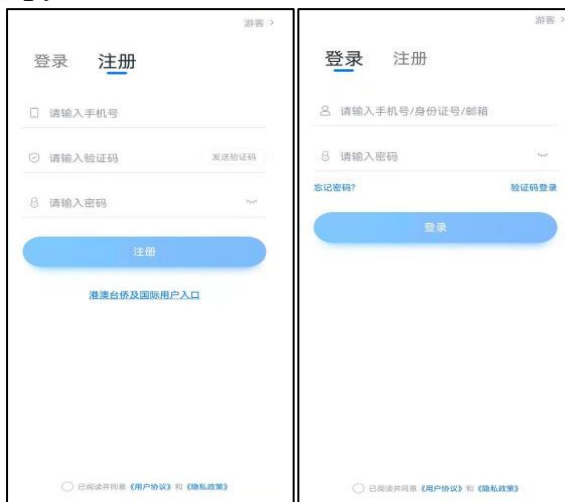 游客 >
登录 注册
请输入手机号
请输入验证码 发送验证码
请输入密码
注册
港澳台侨及国际用户入口
已阅读并同意《用户协议》和《隐私政策》
游客 >
登录 注册
请输入手机号/身份证号/邮箱
请输入密码
忘记密码? 验证码登录
登录
已阅读并同意《用户协议》和《隐私政策》